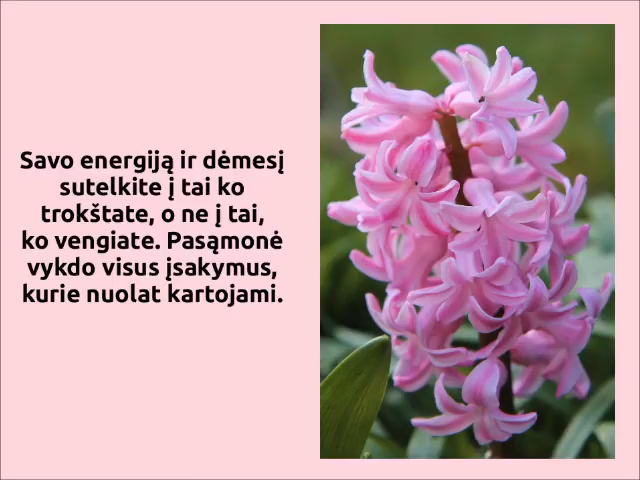 Savo energiją ir dėmesį
sutelkite į tai ko
trokštate, o ne į tai,
ko vengiate. Pasąmonė
vykdo visus įsakymus,
kurie nuolat kartojami.